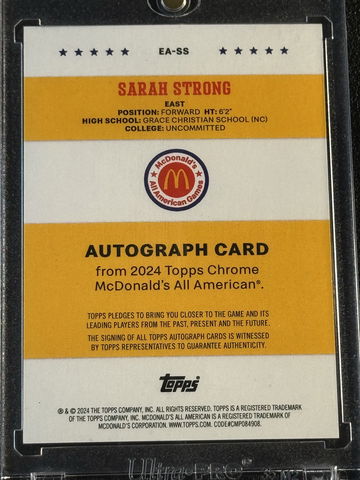 ★ ★ ★ ★ ★ EA-SS ★ ★ ★ ★ ★
SARAH STRONG
EAST
POSITION: FORWARD HT: 6'2"
HIGH SCHOOL: GRACE CHRISTIAN SCHOOL (NC)
COLLEGE: UNCOMMITTED
McDonald's
All American Games
AUTOGRAPH CARD
from 2024 Topps Chrome
McDonald's All American®.
TOPPS PLEDGES TO BRING YOU CLOSER TO THE GAME AND ITS
LEADING PLAYERS FROM THE PAST, PRESENT AND THE FUTURE.
THE SIGNING OF ALL TOPPS AUTOGRAPH CARDS IS WITNESSED
BY TOPPS REPRESENTATIVES TO GUARANTEE AUTHENTICITY.
Topps
® & © 2024 THE TOPPS COMPANY, INC. ALL RIGHTS RESERVED. TOPPS IS A REGISTERED TRADEMARK
OF THE TOPPS COMPANY, INC. MCDONALD'S ALL AMERICAN IS A REGISTERED TRADEMARK OF
MCDONALD'S CORPORATION. WWW.TOPPS.COM. CODE#CMP084908.